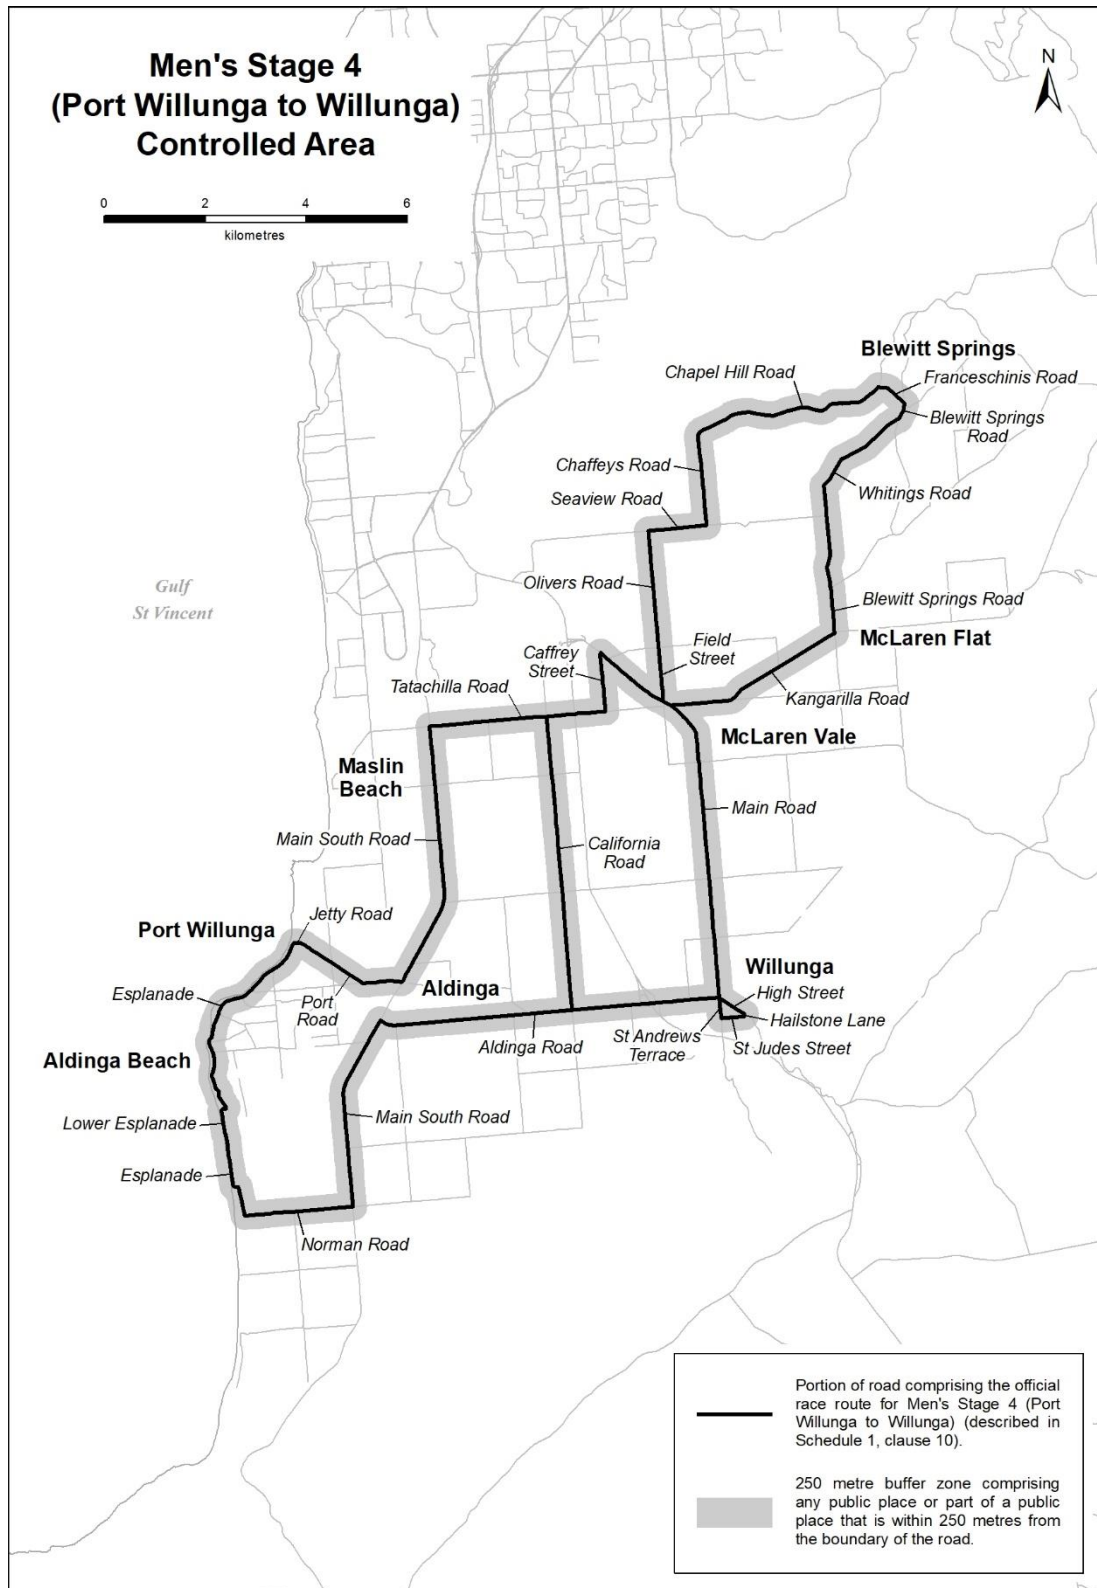 Men's Stage 4
(Port Willunga to Willunga)
Controlled Area
N
0 2 4 6
kilometres
Blewitt Springs
Chapel Hill Road
Franceschinis Road
Blewitt Springs
Road
Chaffeys Road
Whitings Road
Seaview Road
Gulf
St Vincent
Olivers Road
Blewitt Springs Road
McLaren Flat
Caffrey
Street
Field
Street
Tatachilla Road
Kangarilla Road
McLaren Vale
Maslin
Beach
Main Road
Main South Road
California
Road
Jetty Road
Port Willunga
Willunga
Aldinga
High Street
Esplanade
Port
Road
Hailstone Lane
St Andrews
Terrace
Aldinga Road
St Judes Street
Aldinga Beach
Main South Road
Lower Esplanade
Esplanade
Norman Road
Portion of road comprising the official
race route for Men's Stage 4 (Port
Willunga to Willunga) (described in
Schedule 1, clause 10).
250 metre buffer zone comprising
any public place or part of a public
place that is within 250 metres from
the boundary of the road.